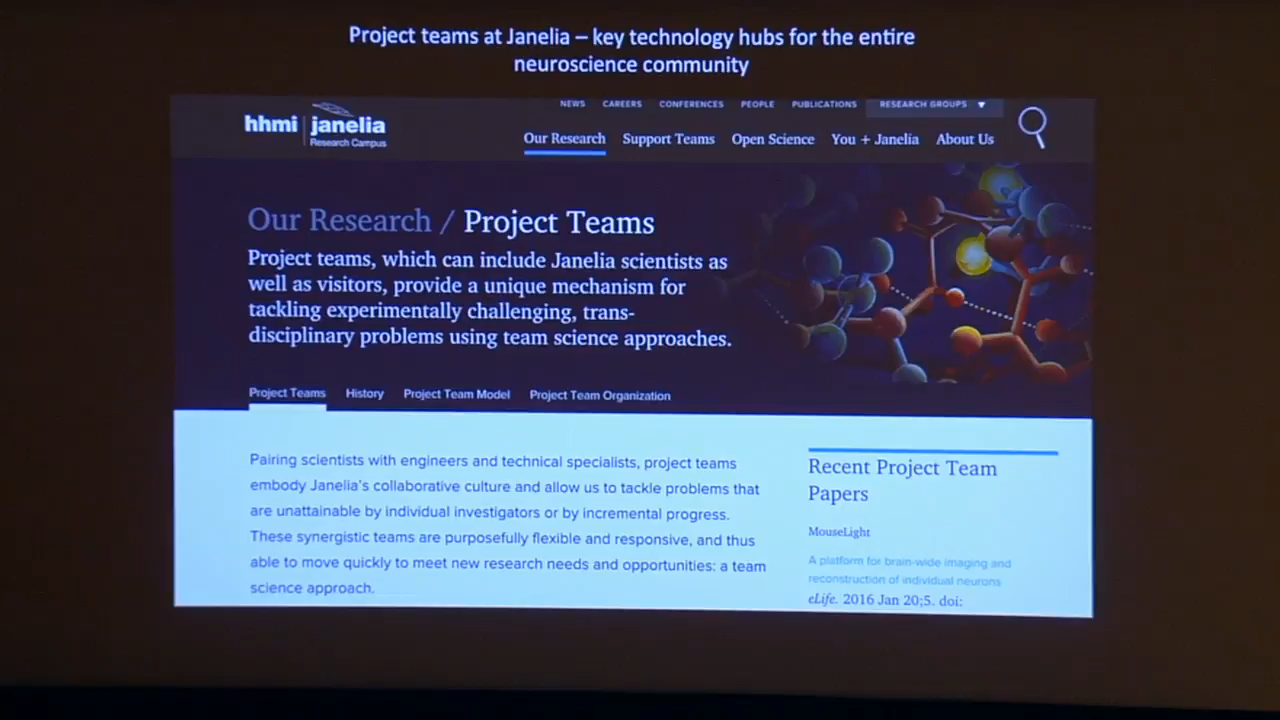 Project teams at Janelia – key technology hubs for the entire
neuroscience community
NEWS CAREERS CONFERENCES PEOPLE PUBLICATIONS RESEARCH GROUPS
hhmi janelia
Research Campus
Our Research Support Teams Open Science You + Janelia About Us
Our Research / Project Teams
Project teams, which can include Janelia scientists as
well as visitors, provide a unique mechanism for
tackling experimentally challenging, trans-
disciplinary problems using team science approaches.
Project Teams History Project Team Model Project Team Organization
Pairing scientists with engineers and technical specialists, project teams
embody Janelia's collaborative culture and allow us to tackle problems that
are unattainable by individual investigators or by incremental progress.
These synergistic teams are purposefully flexible and responsive, and thus
able to move quickly to meet new research needs and opportunities: a team
science approach.
Recent Project Team
Papers
MouseLight
A platform for brain-wide imaging and
reconstruction of individual neurons
eLife. 2016 Jan 20;5. doi: